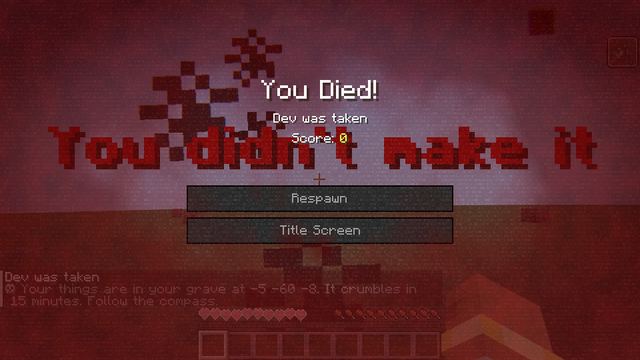 You Died!
Dev was taken
Score: 0
You didn't make it
Respawn
Title Screen
Dev was taken
Your things are in your grave at -5 -60 -8. It crumbles in
15 minutes. Follow the compass.